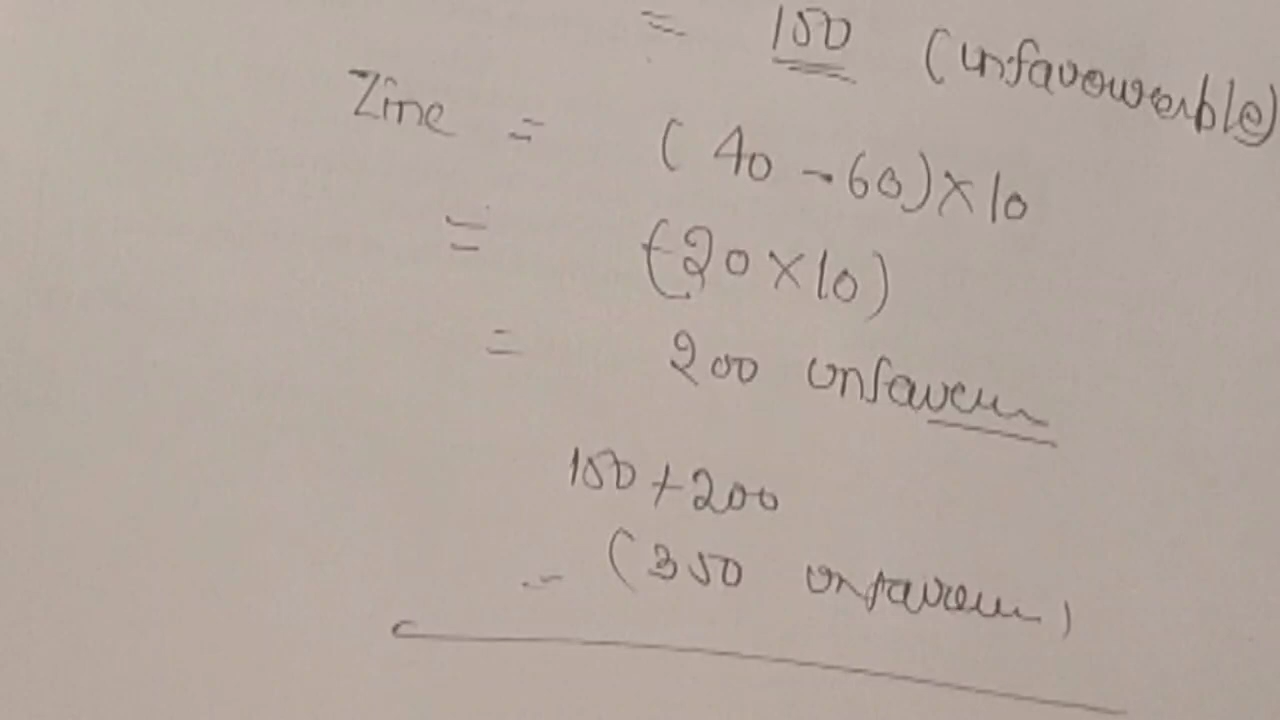 = 150 (unfavourable)
Zinc = (40 - 60) × 10
= (-20 × 10)
= 200 unfavou
150 + 200
= (350 unfavou)